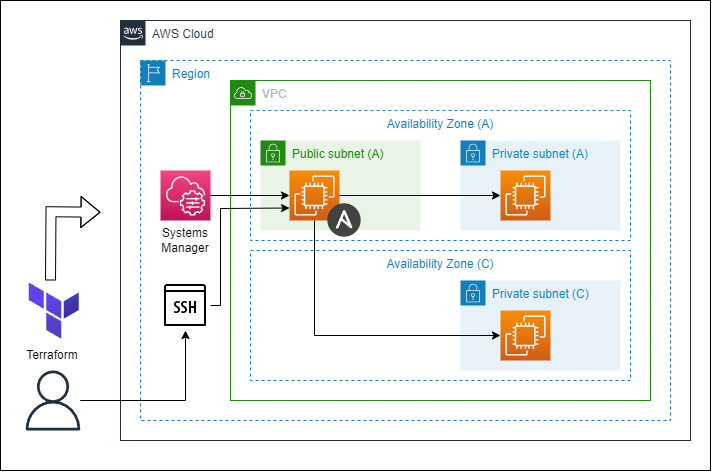 aws
AWS Cloud
Region
VPC
Availability Zone (A)
Public subnet (A)
Private subnet (A)
Systems
Manager
Availability Zone (C)
Private subnet (C)
SSH
Terraform